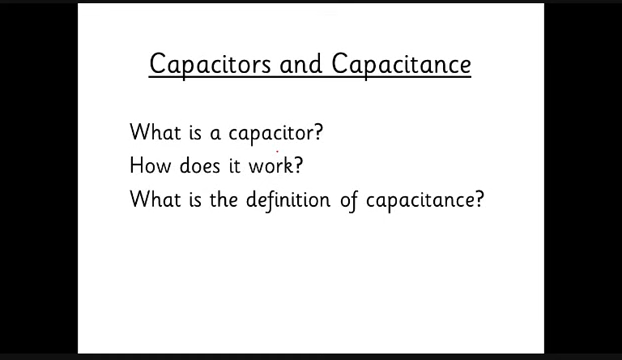 Capacitors and Capacitance
What is a capacitor?
How does it work?
What is the definition of capacitance?